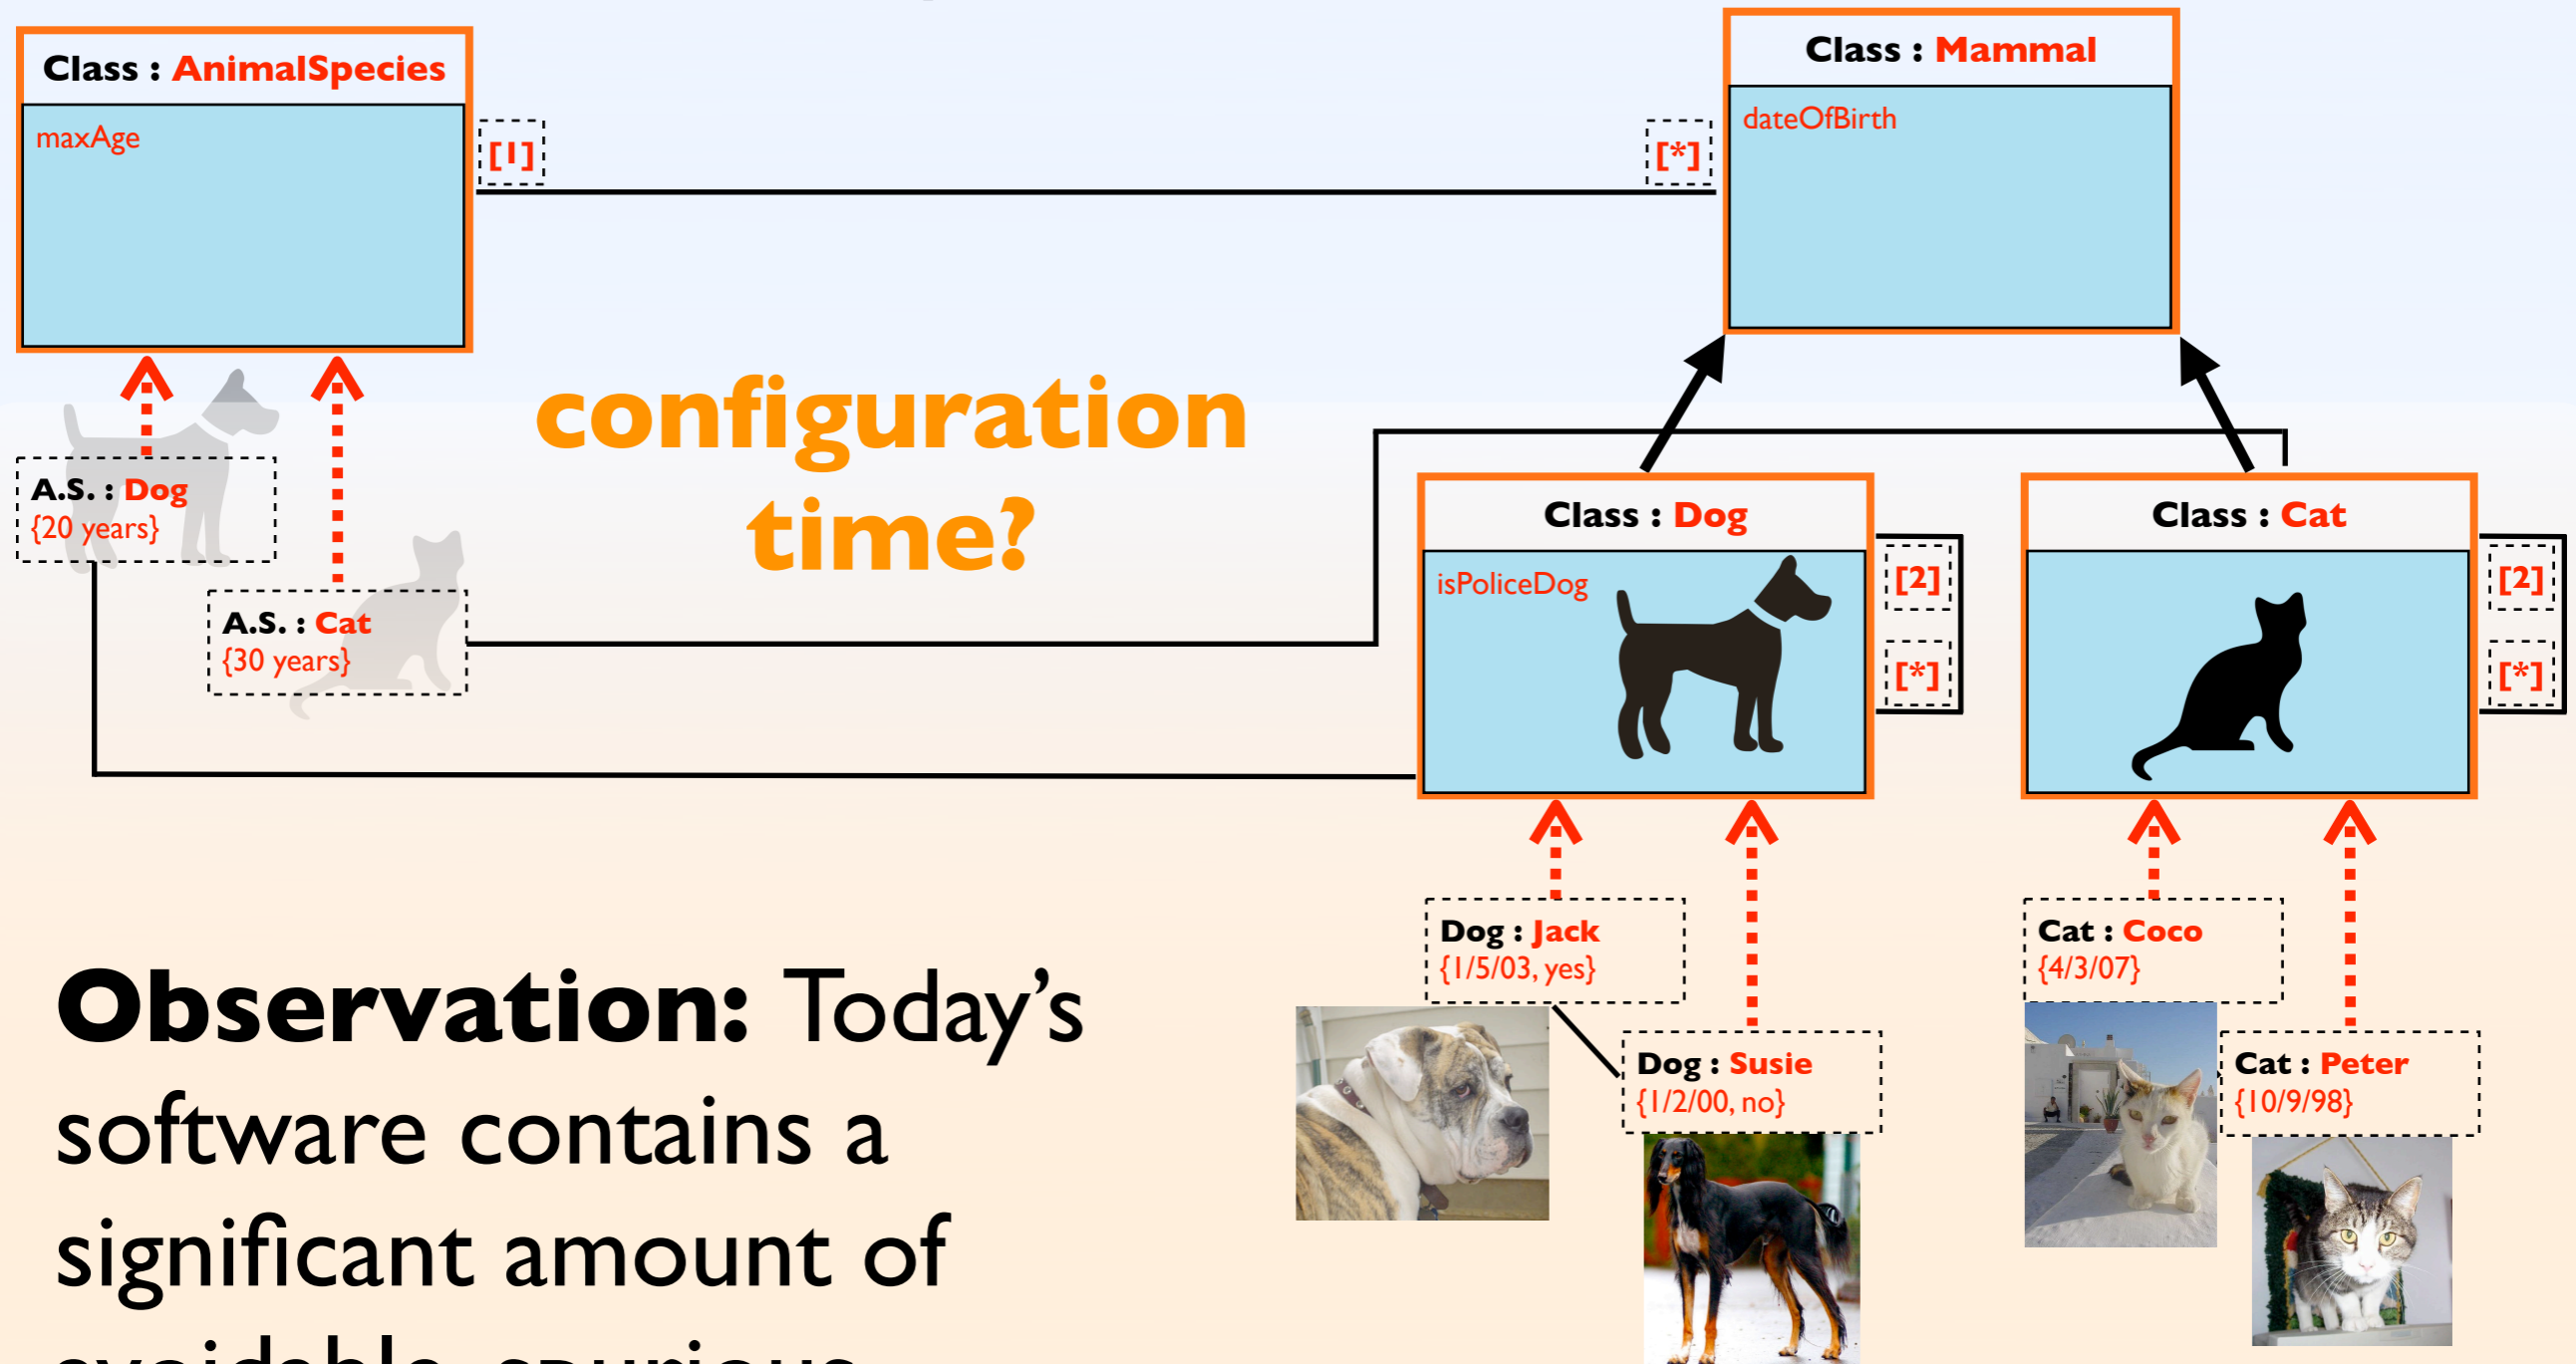 Class : AnimalSpecies
maxAge
[1]
[*]
Class : Mammal
dateOfBirth
configuration
time?
A.S. : Dog
{20 years}
A.S. : Cat
{30 years}
Class : Dog
isPoliceDog
[2]
[*]
Class : Cat
[2]
[*]
Dog : Jack
{1/5/03, yes}
Dog : Susie
{1/2/00, no}
Cat : Coco
{4/3/07}
Cat : Peter
{10/9/98}
Observation: Today's
software contains a
significant amount of
avoidable, spurious